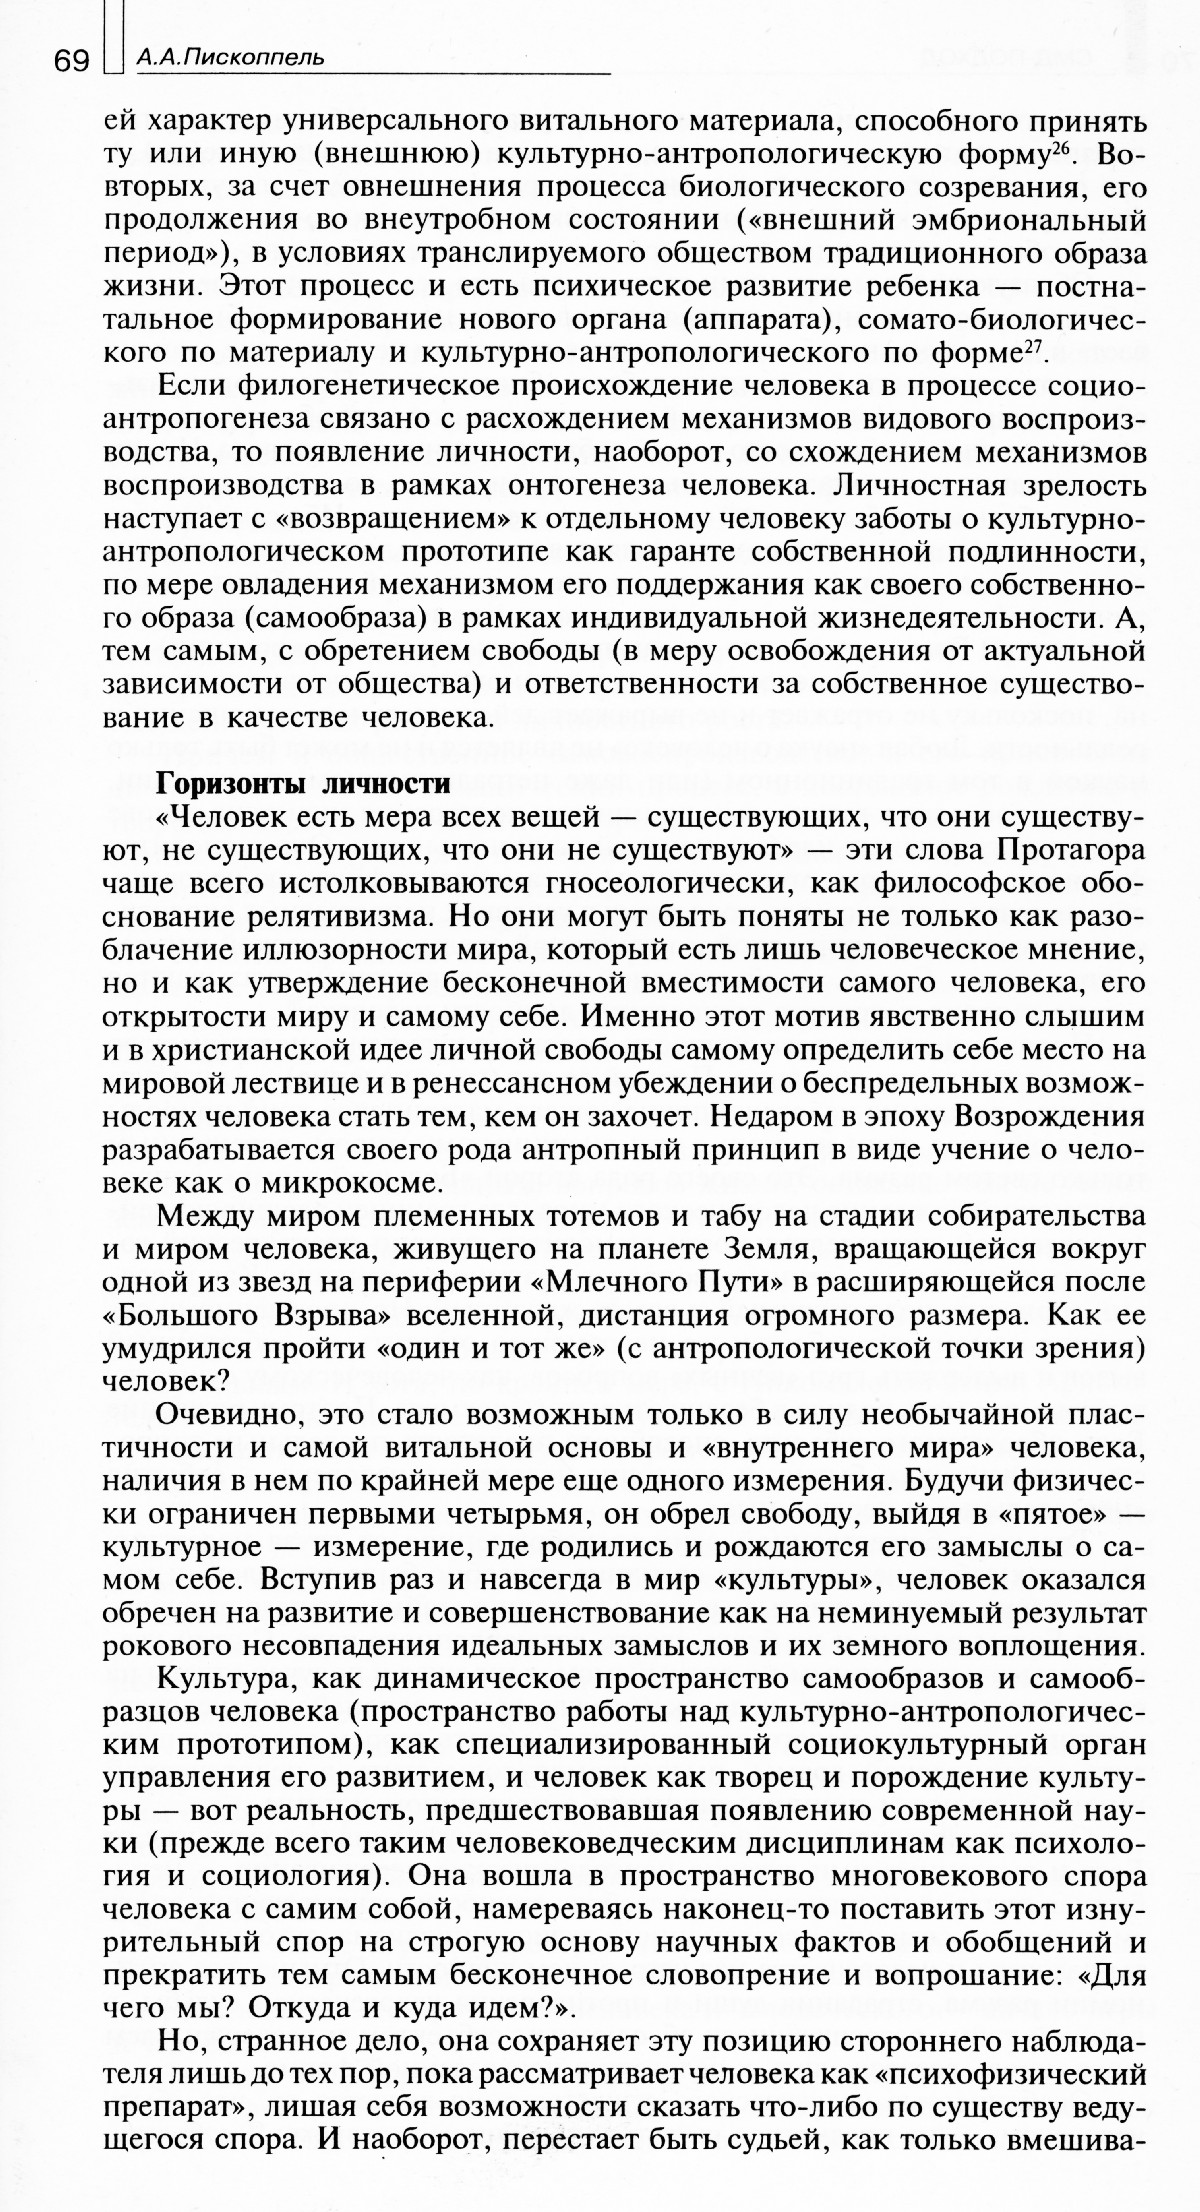 69
А.А.Пископпель
ей характер универсального витального материала, способного принять
ту или иную (внешнюю) культурно-антропологическую форму²⁶. Во-
вторых, за счет овнешнения процесса биологического созревания, его
продолжения во внеутробном состоянии («внешний эмбриональный
период»), в условиях транслируемого обществом традиционного образа
жизни. Этот процесс и есть психическое развитие ребенка — постна-
тальное формирование нового органа (аппарата), сомато-биологичес-
кого по материалу и культурно-антропологического по форме²⁷.
Если филогенетическое происхождение человека в процессе социо-
антропогенеза связано с расхождением механизмов видового воспроиз-
водства, то появление личности, наоборот, со схождением механизмов
воспроизводства в рамках онтогенеза человека. Личностная зрелость
наступает с «возвращением» к отдельному человеку заботы о культурно-
антропологическом прототипе как гаранте собственной подлинности,
по мере овладения механизмом его поддержания как своего собственно-
го образа (самообраза) в рамках индивидуальной жизнедеятельности. А,
тем самым, с обретением свободы (в меру освобождения от актуальной
зависимости от общества) и ответственности за собственное существо-
вание в качестве человека.
Горизонты личности
«Человек есть мера всех вещей — существующих, что они существу-
ют, не существующих, что они не существуют» — эти слова Протагора
чаще всего истолковываются гносеологически, как философское обо-
снование релятивизма. Но они могут быть поняты не только как разо-
блачение иллюзорности мира, который есть лишь человеческое мнение,
но и как утверждение бесконечной вместимости самого человека, его
открытости миру и самому себе. Именно этот мотив явственно слышим
и в христианской идее личной свободы самому определить себе место на
мировой лествице и в ренессансном убеждении о беспредельных возмож-
ностях человека стать тем, кем он захочет. Недаром в эпоху Возрождения
разрабатывается своего рода антропный принцип в виде учение о чело-
веке как о микрокосме.
Между миром племенных тотемов и табу на стадии собирательства
и миром человека, живущего на планете Земля, вращающейся вокруг
одной из звезд на периферии «Млечного Пути» в расширяющейся после
«Большого Взрыва» вселенной, дистанция огромного размера. Как ее
умудрился пройти «один и тот же» (с антропологической точки зрения)
человек?
Очевидно, это стало возможным только в силу необычайной плас-
тичности и самой витальной основы и «внутреннего мира» человека,
наличия в нем по крайней мере еще одного измерения. Будучи физичес-
ки ограничен первыми четырьмя, он обрел свободу, выйдя в «пятое» —
культурное — измерение, где родились и рождаются его замыслы о са-
мом себе. Вступив раз и навсегда в мир «культуры», человек оказался
обречен на развитие и совершенствование как на неминуемый результат
рокового несовпадения идеальных замыслов и их земного воплощения.
Культура, как динамическое пространство самообразов и самооб-
разцов человека (пространство работы над культурно-антропологичес-
ким прототипом), как специализированный социокультурный орган
управления его развитием, и человек как творец и порождение культу-
ры — вот реальность, предшествовавшая появлению современной нау-
ки (прежде всего таким человековедческим дисциплинам как психоло-
гия и социология). Она вошла в пространство многовекового спора
человека с самим собой, намереваясь наконец-то поставить этот изну-
рительный спор на строгую основу научных фактов и обобщений и
прекратить тем самым бесконечное словопрение и вопрошание: «Для
чего мы? Откуда и куда идем?».
Но, странное дело, она сохраняет эту позицию стороннего наблюда-
теля лишь до тех пор, пока рассматривает человека как «психофизический
препарат», лишая себя возможности сказать что-либо по существу веду-
щегося спора. И наоборот, перестает быть судьей, как только вмешива-